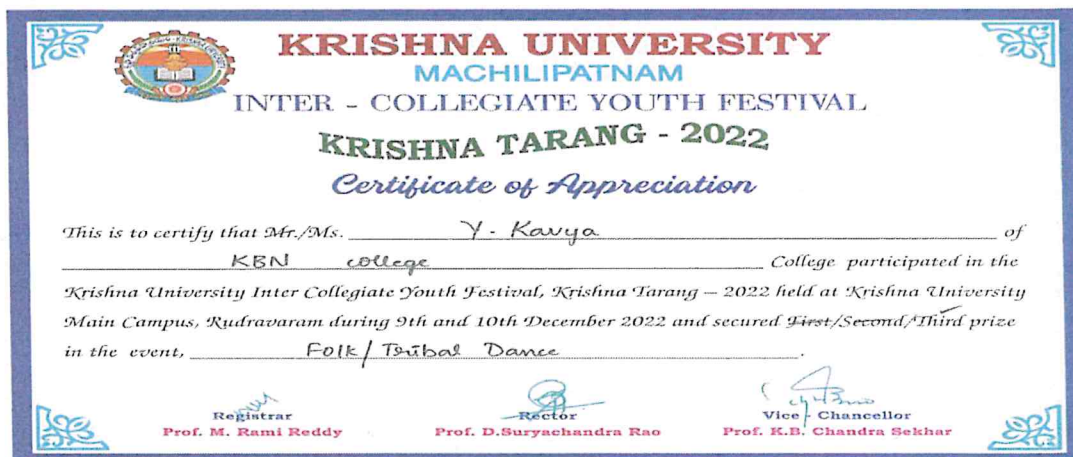 KRISHNA UNIVERSITY
MACHILIPATNAM
INTER - COLLEGIATE YOUTH FESTIVAL
KRISHNA TARANG - 2022
Certificate of Appreciation
This is to certify that Mr./Ms. Y. Kavya of
KBN college College participated in the
Krishna University Inter Collegiate Youth Festival, Krishna Tarang – 2022 held at Krishna University
Main Campus, Rudravaram during 9th and 10th December 2022 and secured First/Second/Third prize
in the event, Folk/Tribal Dance.
Registrar Rector Vice - Chancellor
Prof. M. Rami Reddy Prof. D.Suryachandra Rao Prof. K.B. Chandra Sekhar